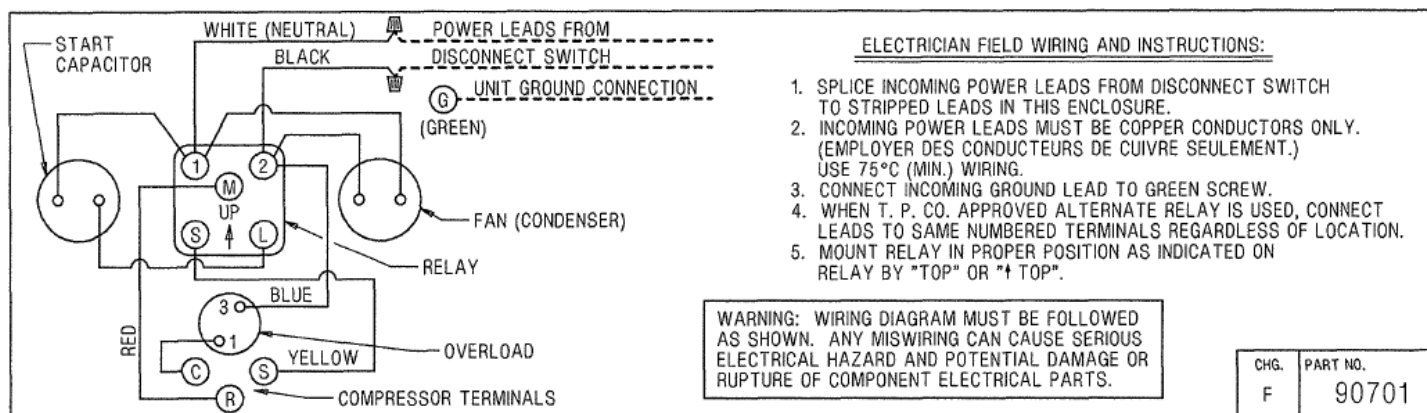 START
CAPACITOR
WHITE (NEUTRAL)
POWER LEADS FROM
BLACK
DISCONNECT SWITCH
UNIT GROUND CONNECTION
G
(GREEN)
1
2
M
UP
S
L
FAN (CONDENSER)
RELAY
BLUE
3
1
OVERLOAD
RED
YELLOW
C
S
R
COMPRESSOR TERMINALS
ELECTRICIAN FIELD WIRING AND INSTRUCTIONS:
1. SPLICE INCOMING POWER LEADS FROM DISCONNECT SWITCH
TO STRIPPED LEADS IN THIS ENCLOSURE.
2. INCOMING POWER LEADS MUST BE COPPER CONDUCTORS ONLY.
(EMPLOYER DES CONDUCTEURS DE CUIVRE SEULEMENT.)
USE 75°C (MIN.) WIRING.
3. CONNECT INCOMING GROUND LEAD TO GREEN SCREW.
4. WHEN T. P. CO. APPROVED ALTERNATE RELAY IS USED, CONNECT
LEADS TO SAME NUMBERED TERMINALS REGARDLESS OF LOCATION.
5. MOUNT RELAY IN PROPER POSITION AS INDICATED ON
RELAY BY "TOP" OR "↑ TOP".
WARNING: WIRING DIAGRAM MUST BE FOLLOWED
AS SHOWN. ANY MISWIRING CAN CAUSE SERIOUS
ELECTRICAL HAZARD AND POTENTIAL DAMAGE OR
RUPTURE OF COMPONENT ELECTRICAL PARTS.
CHG.
F
PART NO.
90701